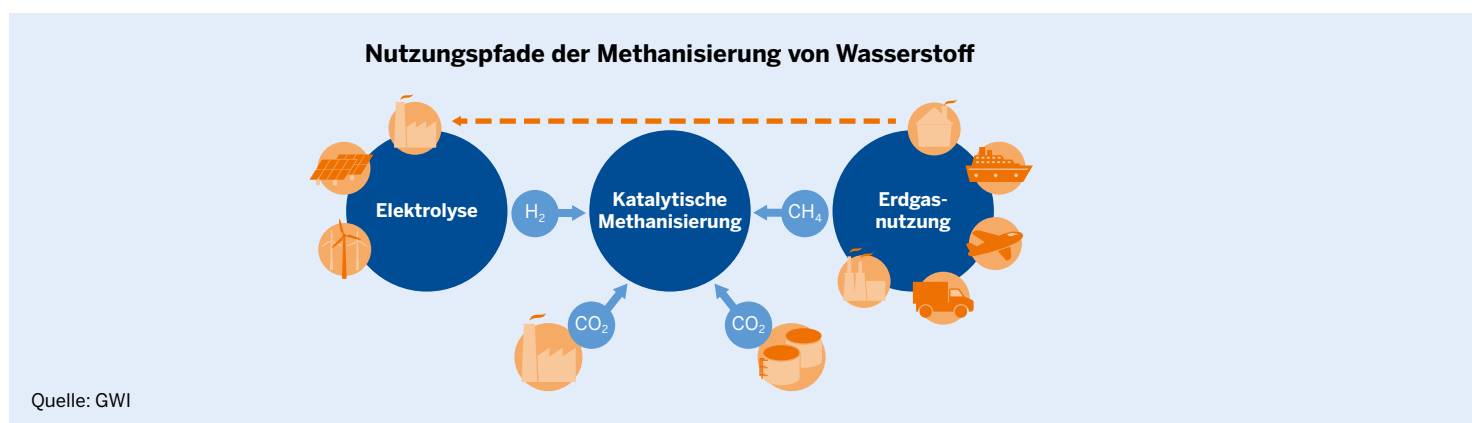 Nutzungspfade der Methanisierung von Wasserstoff
Elektrolyse
H₂
Katalytische
Methanisierung
CH₄
Erdgas-
nutzung
CO₂
CO₂
Quelle: GWI